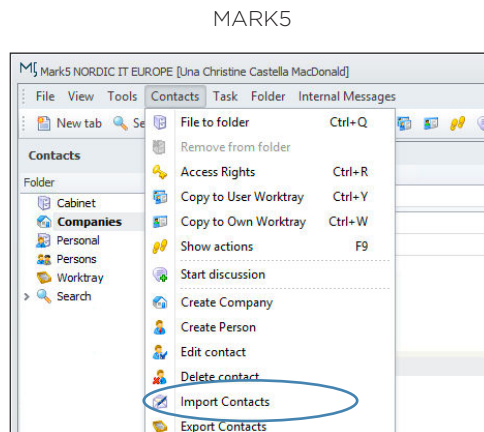 MARK5
Mark5 NORDIC IT EUROPE [Una Christine Castella MacDonald]
File View Tools Contacts Task Folder Internal Messages
New tab Se
File to folder Ctrl+Q
Remove from folder
Contacts
Access Rights Ctrl+R
Folder
Copy to User Worktray Ctrl+Y
Cabinet
Copy to Own Worktray Ctrl+W
Companies
Personal
Show actions F9
Persons
Worktray
Start discussion
Search
Create Company
Create Person
Edit contact
Delete contact
Import Contacts
Export Contacts